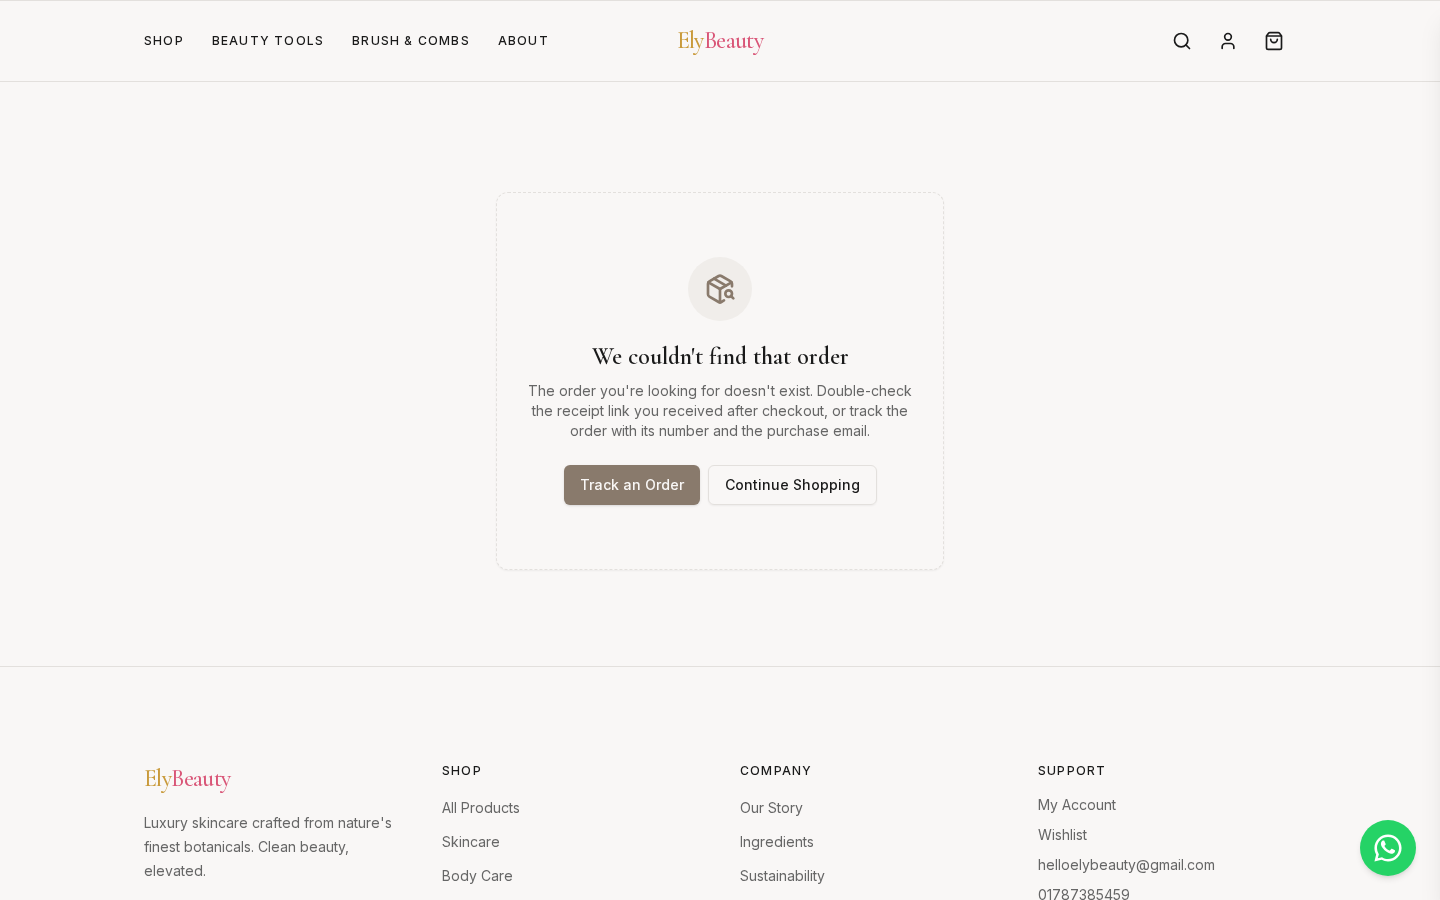 SHOP
BEAUTY TOOLS
BRUSH & COMBS
ABOUT
ElyBeauty
We couldn't find that order
The order you're looking for doesn't exist. Double-check
the receipt link you received after checkout, or track the
order with its number and the purchase email.
Track an Order
Continue Shopping
ElyBeauty
Luxury skincare crafted from nature's
finest botanicals. Clean beauty,
elevated.
SHOP
All Products
Skincare
Body Care
COMPANY
Our Story
Ingredients
Sustainability
SUPPORT
My Account
Wishlist
helloelybeauty@gmail.com
01787385459